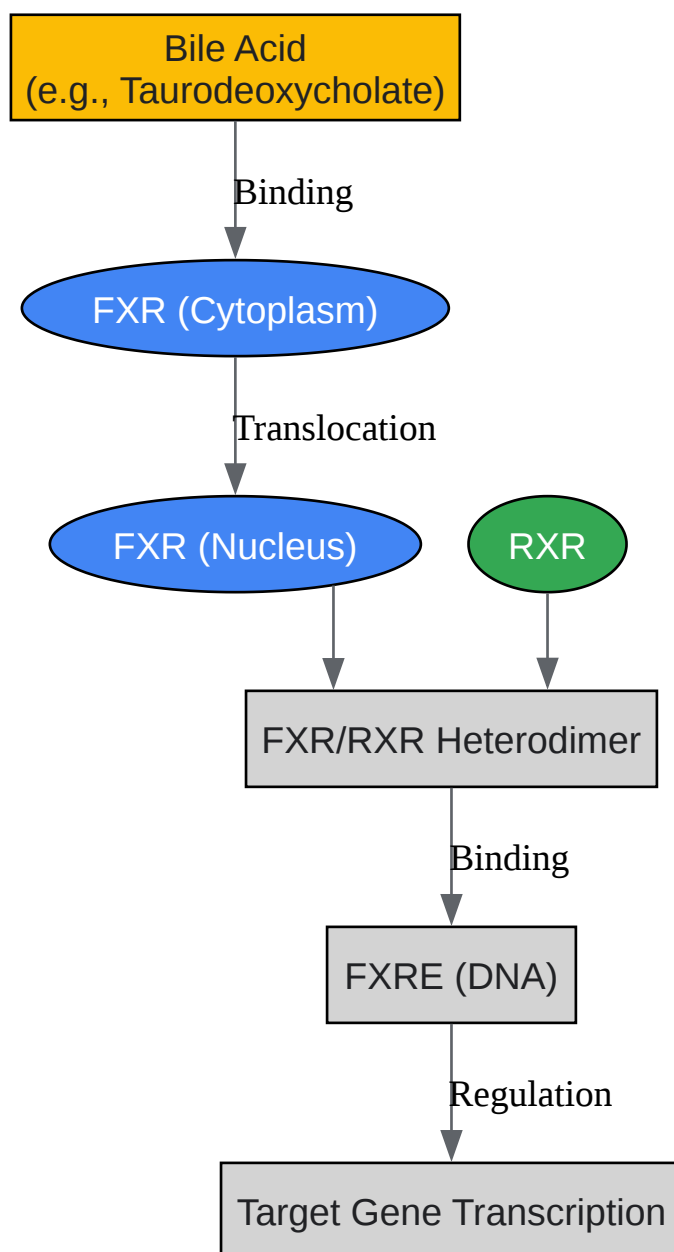 Bile Acid
(e.g., Taurodeoxycholate)
Binding
FXR (Cytoplasm)
Translocation
FXR (Nucleus)
RXR
FXR/RXR Heterodimer
Binding
FXRE (DNA)
Regulation
Target Gene Transcription